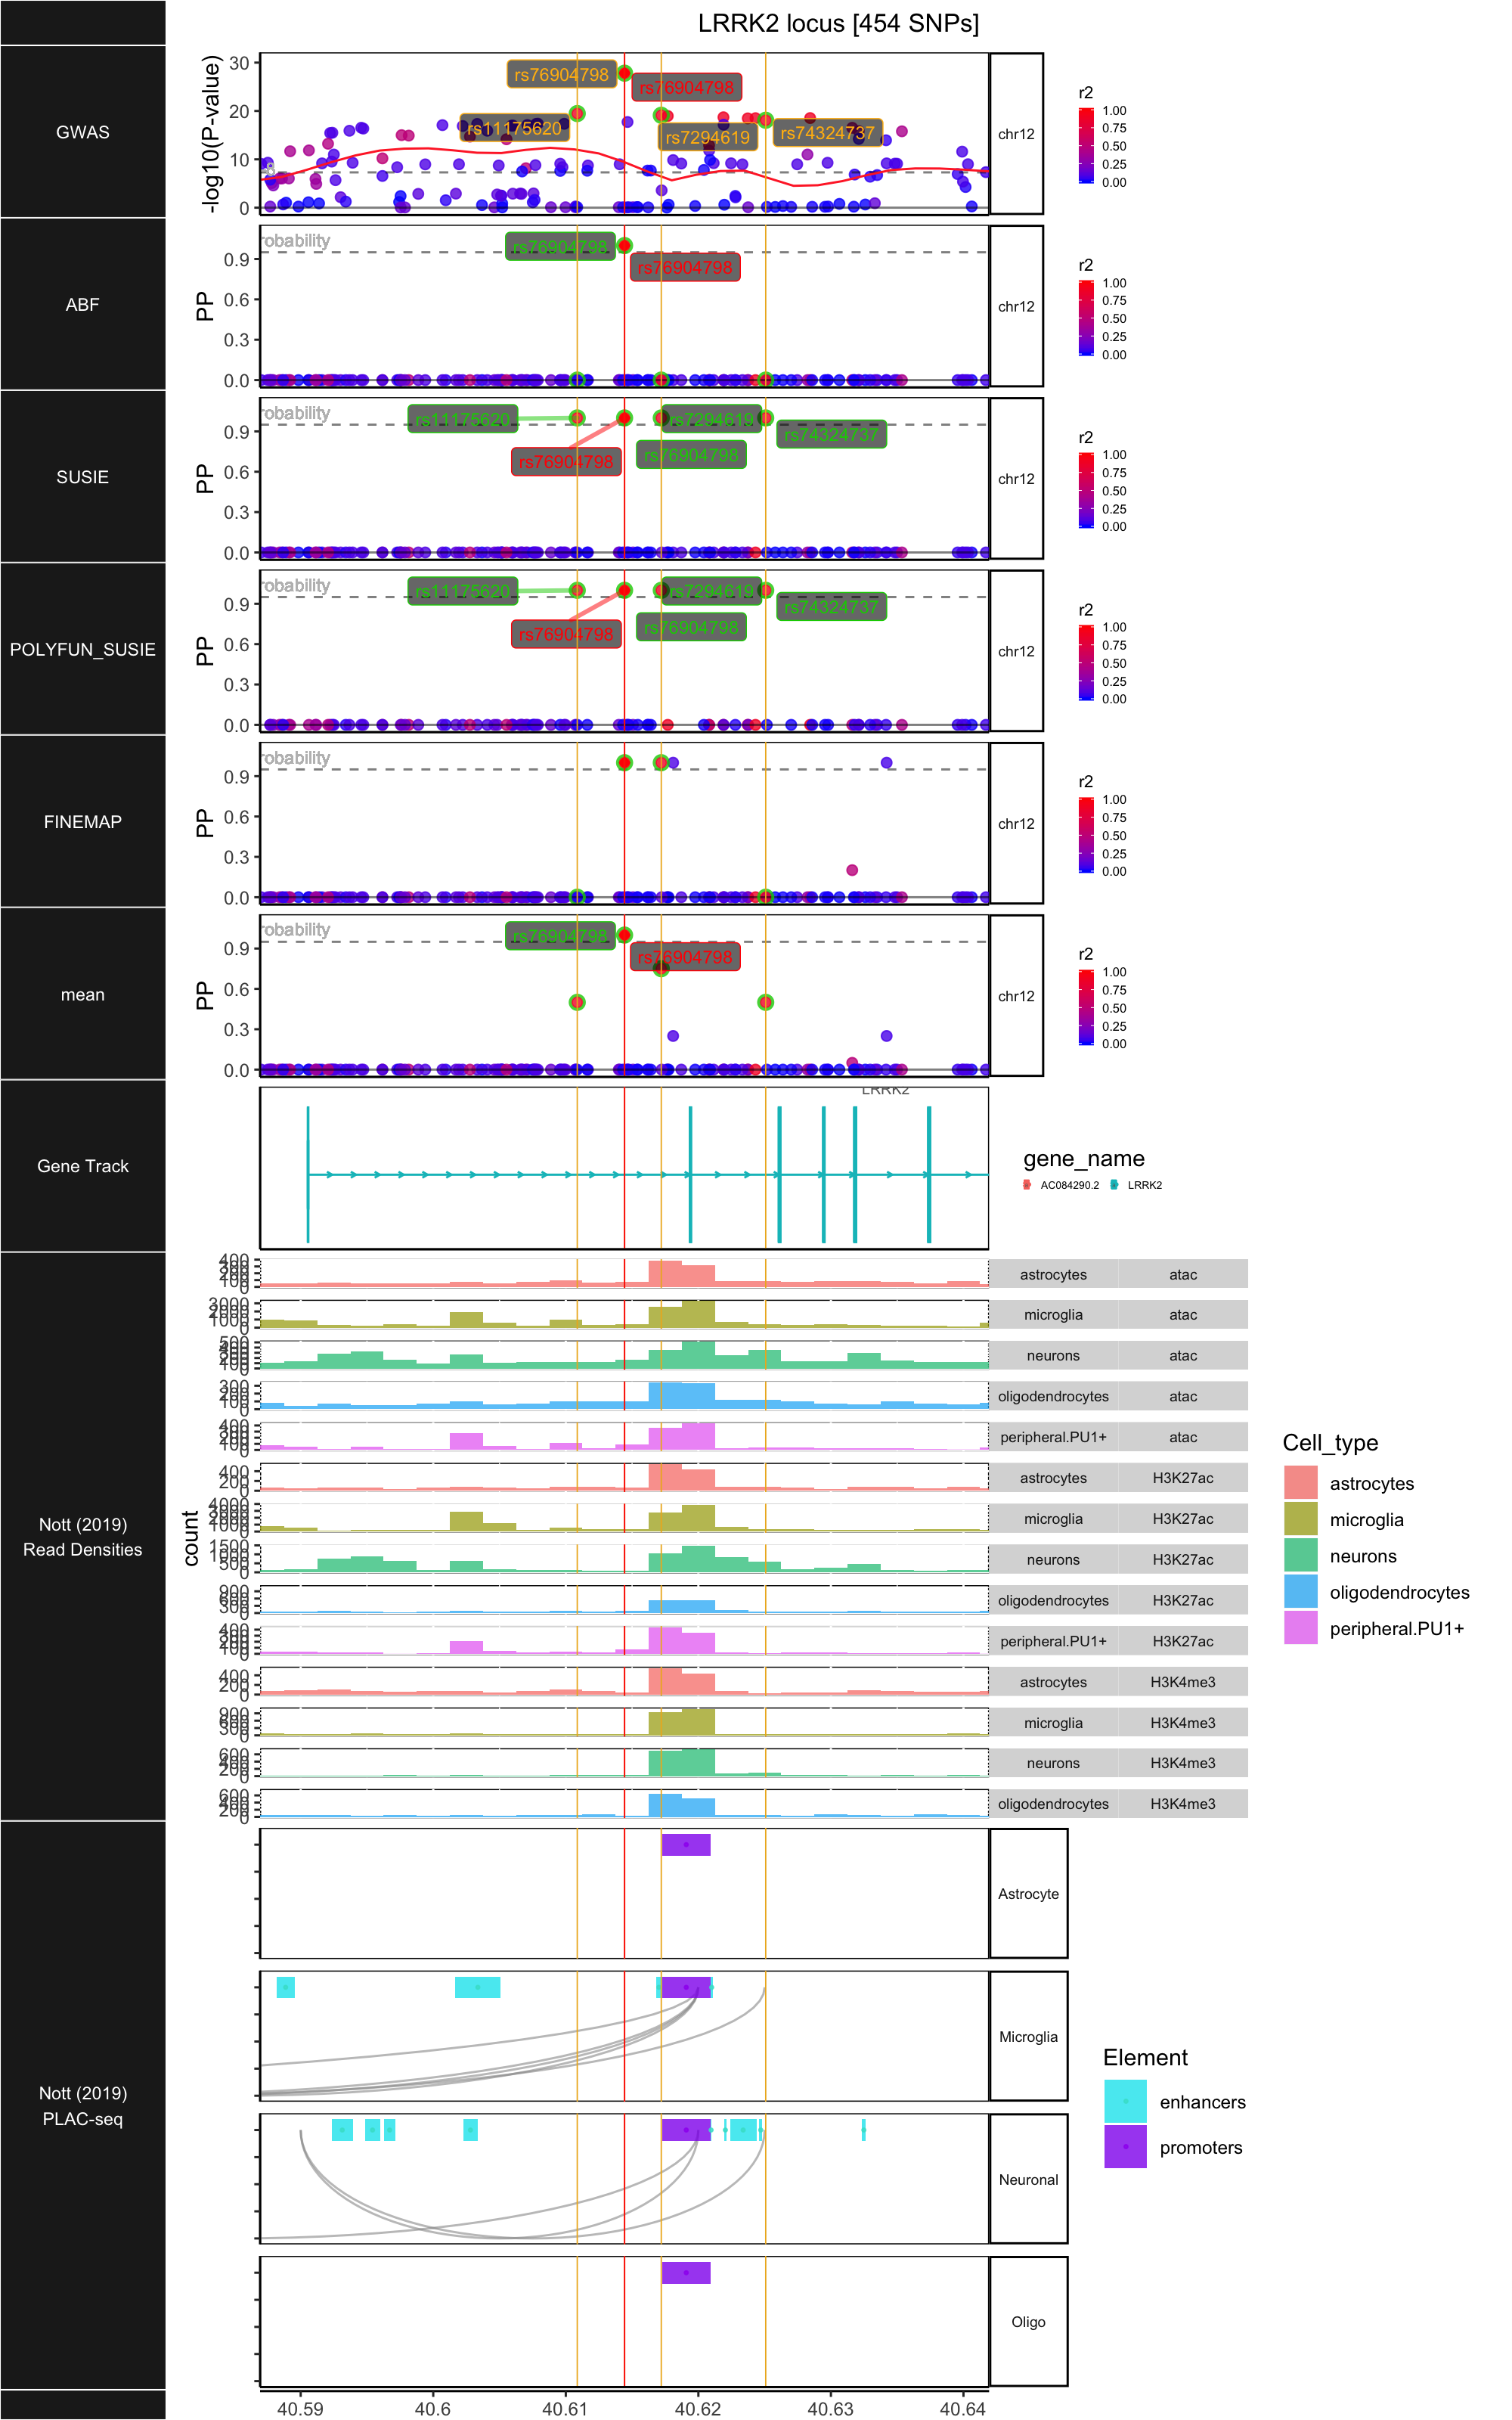 LRRK2 locus [454 SNPs]
GWAS
-log10(P-value)
30
20
10
0
rs76904798
rs76904798
rs11175620
rs7294619
rs74324737
chr12
r2
1.00
0.75
0.50
0.25
0.00
ABF
PP
0.9
0.6
0.3
0.0
robability
rs76904798
rs76904798
chr12
r2
1.00
0.75
0.50
0.25
0.00
SUSIE
PP
0.9
0.6
0.3
0.0
robability
rs11175620
rs7294619
rs74324737
rs76904798
rs76904798
chr12
r2
1.00
0.75
0.50
0.25
0.00
POLYFUN_SUSIE
PP
0.9
0.6
0.3
0.0
robability
rs11175620
rs7294619
rs74324737
rs76904798
rs76904798
chr12
r2
1.00
0.75
0.50
0.25
0.00
FINEMAP
PP
0.9
0.6
0.3
0.0
robability
chr12
r2
1.00
0.75
0.50
0.25
0.00
mean
PP
0.9
0.6
0.3
0.0
robability
rs76904798
rs76904798
chr12
r2
1.00
0.75
0.50
0.25
0.00
Gene Track
LRRK2
gene_name
AC084290.2 LRRK2
Nott (2019)
Read Densities
count
astrocytes atac
microglia atac
neurons atac
oligodendrocytes atac
peripheral.PU1+ atac
astrocytes H3K27ac
microglia H3K27ac
neurons H3K27ac
oligodendrocytes H3K27ac
peripheral.PU1+ H3K27ac
astrocytes H3K4me3
microglia H3K4me3
neurons H3K4me3
oligodendrocytes H3K4me3
Cell_type
astrocytes
microglia
neurons
oligodendrocytes
peripheral.PU1+
Nott (2019)
PLAC-seq
Astrocyte
Microglia
Neuronal
Oligo
Element
enhancers
promoters
40.59 40.6 40.61 40.62 40.63 40.64